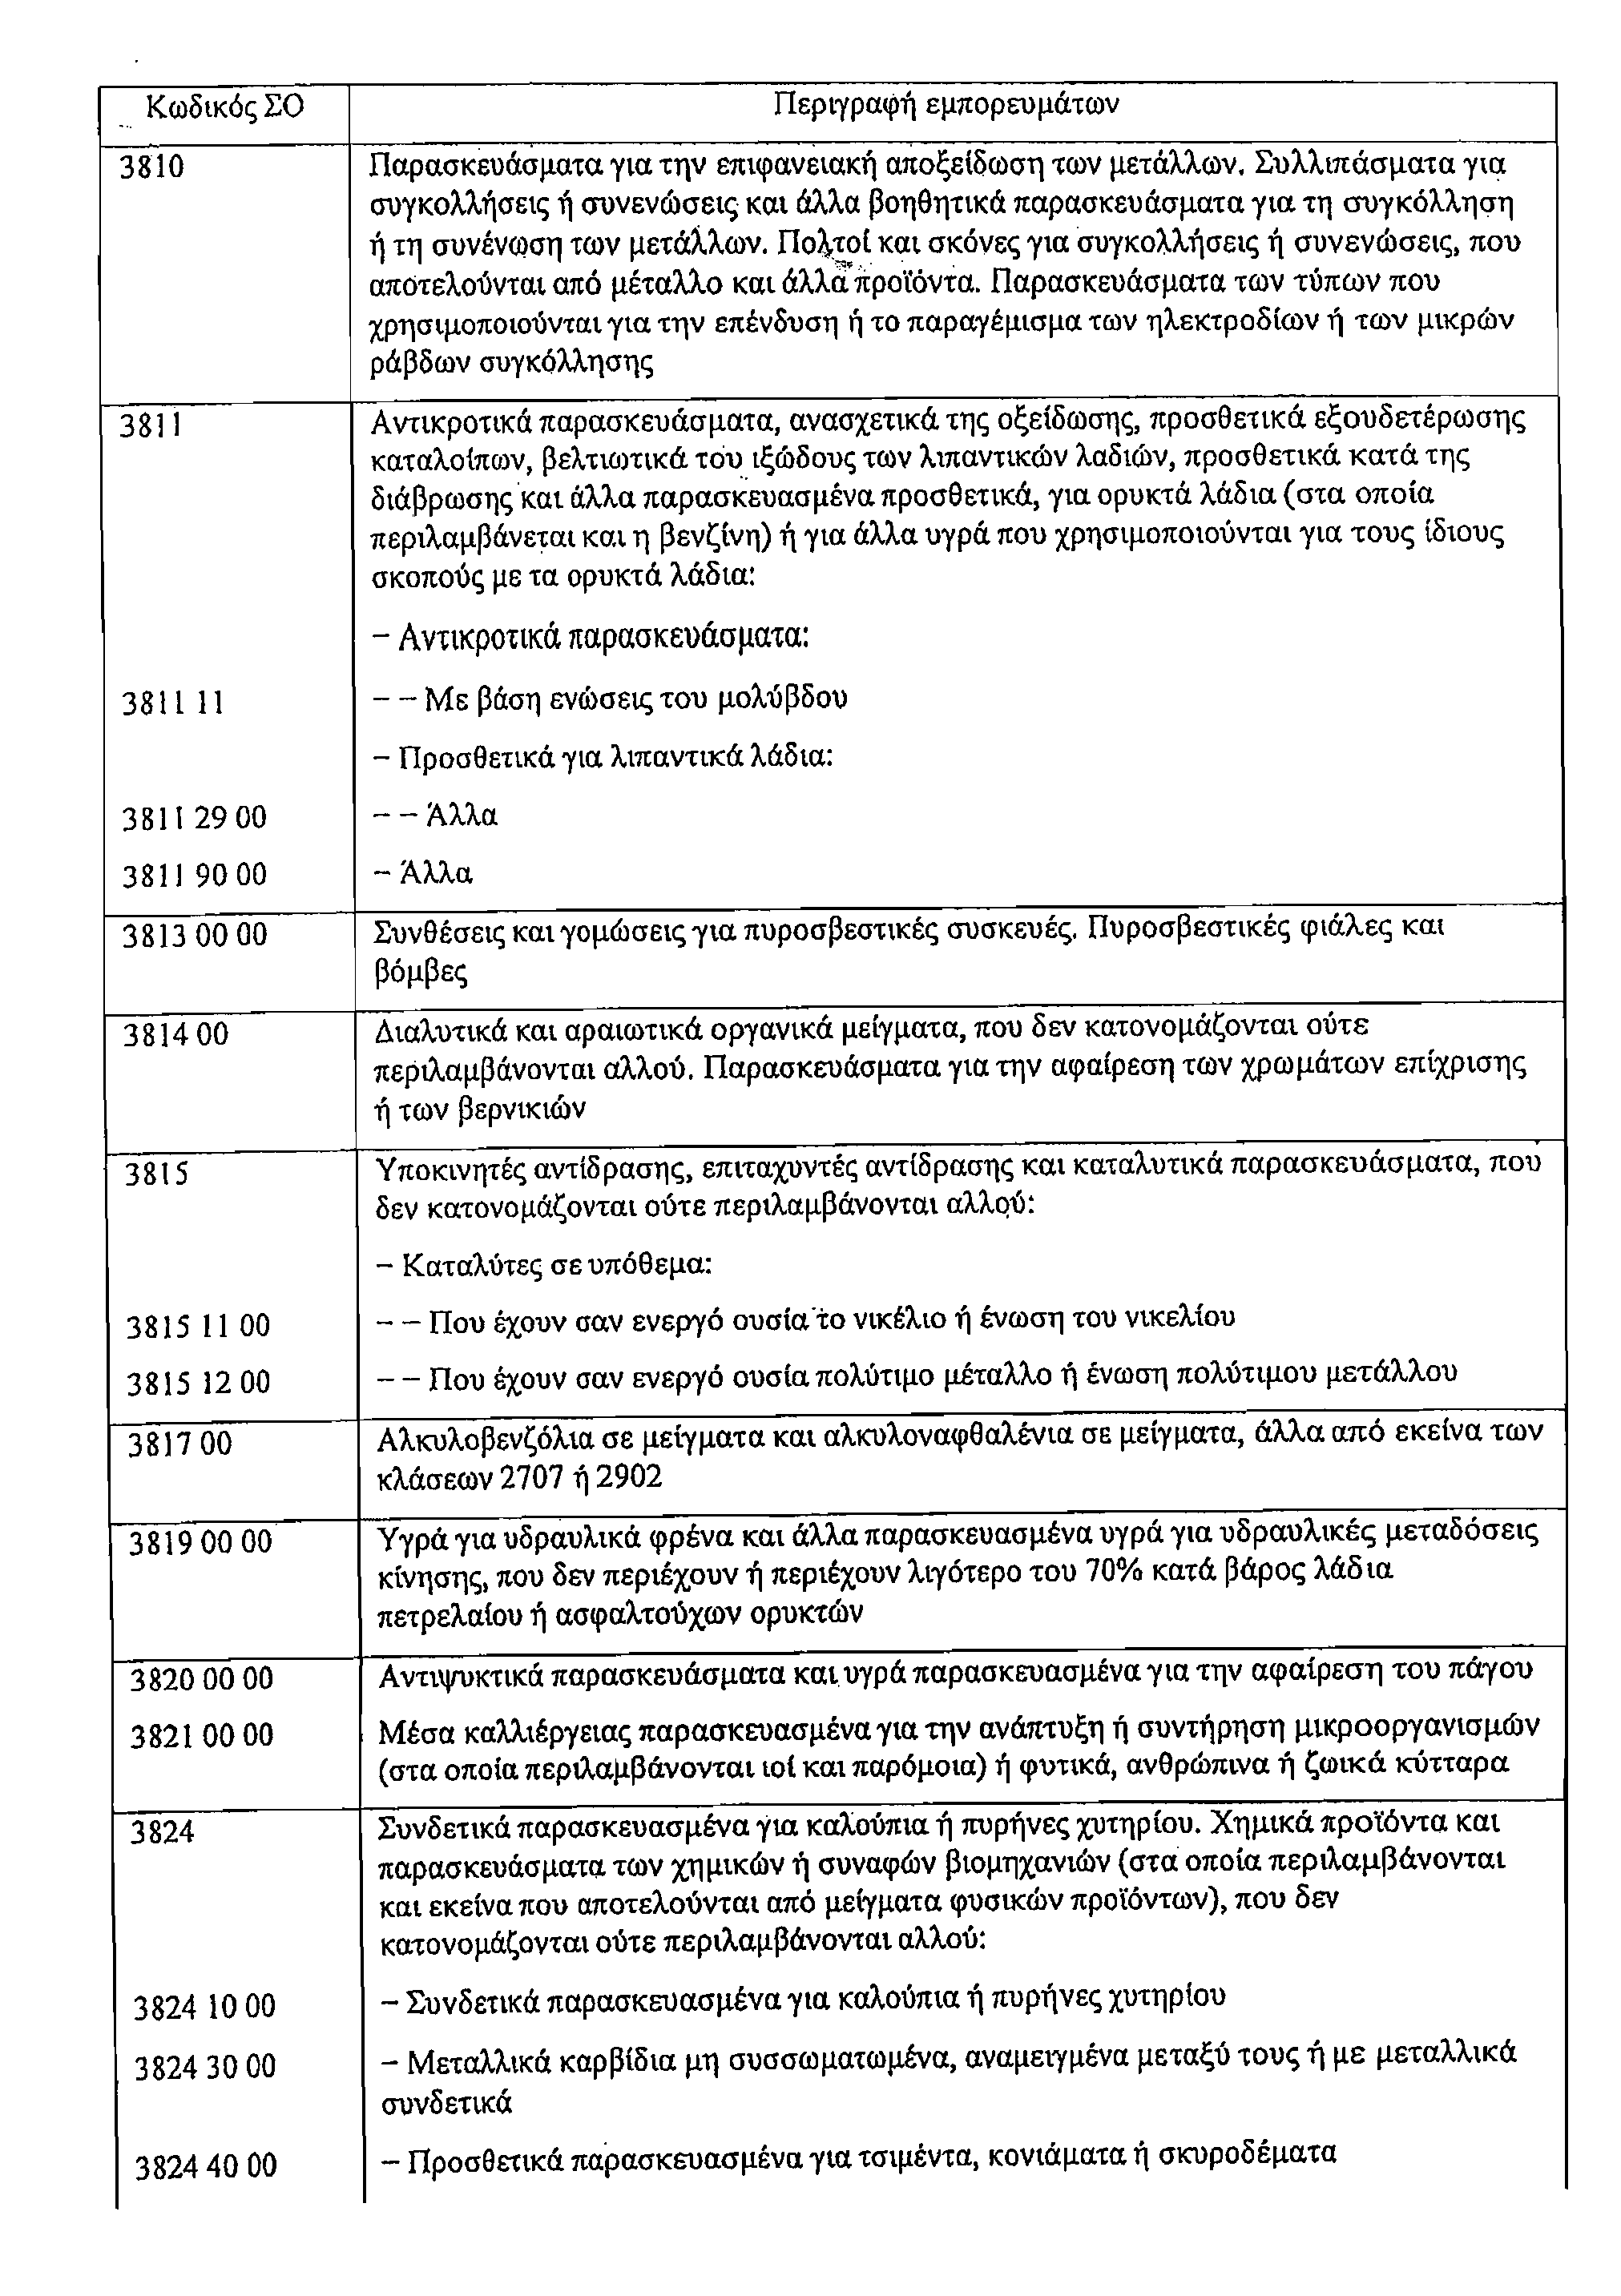 Κωδικός ΣΟ Περιγραφή εμπορευμάτων
3810 Παρασκευάσματα για την επιφανειακή αποξείδωση των μετάλλων. Συλλιπάσματα για
συγκολλήσεις ή συνενώσεις και άλλα βοηθητικά παρασκευάσματα για τη συγκόλληση
ή τη συνένωση των μετάλλων. Πολτοί και σκόνες για συγκολλήσεις ή συνενώσεις, που
αποτελούνται από μέταλλο και άλλα προϊόντα. Παρασκευάσματα των τύπων που
χρησιμοποιούνται για την επένδυση ή το παραγέμισμα των ηλεκτροδίων ή των μικρών
ράβδων συγκόλλησης
3811 Αντικροτικά παρασκευάσματα, ανασχετικά της οξείδωσης, προσθετικά εξουδετέρωσης
καταλοίπων, βελτιωτικά του ιξώδους των λιπαντικών λαδιών, προσθετικά κατά της
διάβρωσης και άλλα παρασκευασμένα προσθετικά, για ορυκτά λάδια (στα οποία
περιλαμβάνεται και η βενζίνη) ή για άλλα υγρά που χρησιμοποιούνται για τους ίδιους
σκοπούς με τα ορυκτά λάδια:
– Αντικροτικά παρασκευάσματα:
3811 11 – – Με βάση ενώσεις του μολύβδου
– Προσθετικά για λιπαντικά λάδια:
3811 29 00 – – Άλλα
3811 90 00 – Άλλα
3813 00 00 Συνθέσεις και γομώσεις για πυροσβεστικές συσκευές. Πυροσβεστικές φιάλες και
βόμβες
3814 00 Διαλυτικά και αραιωτικά οργανικά μείγματα, που δεν κατονομάζονται ούτε
περιλαμβάνονται αλλού. Παρασκευάσματα για την αφαίρεση των χρωμάτων επίχρισης
ή των βερνικιών
3815 Υποκινητές αντίδρασης, επιταχυντές αντίδρασης και καταλυτικά παρασκευάσματα, που
δεν κατονομάζονται ούτε περιλαμβάνονται αλλού:
– Καταλύτες σε υπόθεμα:
3815 11 00 – – Που έχουν σαν ενεργό ουσία το νικέλιο ή ένωση του νικελίου
3815 12 00 – – Που έχουν σαν ενεργό ουσία πολύτιμο μέταλλο ή ένωση πολύτιμου μετάλλου
3817 00 Αλκυλοβενζόλια σε μείγματα και αλκυλοναφθαλένια σε μείγματα, άλλα από εκείνα των
κλάσεων 2707 ή 2902
3819 00 00 Υγρά για υδραυλικά φρένα και άλλα παρασκευασμένα υγρά για υδραυλικές μεταδόσεις
κίνησης, που δεν περιέχουν ή περιέχουν λιγότερο του 70% κατά βάρος λάδια
πετρελαίου ή ασφαλτούχων ορυκτών
3820 00 00 Αντιψυκτικά παρασκευάσματα και υγρά παρασκευασμένα για την αφαίρεση του πάγου
3821 00 00 Μέσα καλλιέργειας παρασκευασμένα για την ανάπτυξη ή συντήρηση μικροοργανισμών
(στα οποία περιλαμβάνονται ιοί και παρόμοια) ή φυτικά, ανθρώπινα ή ζωικά κύτταρα
3824 Συνδετικά παρασκευασμένα για καλούπια ή πυρήνες χυτηρίου. Χημικά προϊόντα και
παρασκευάσματα των χημικών ή συναφών βιομηχανιών (στα οποία περιλαμβάνονται
και εκείνα που αποτελούνται από μείγματα φυσικών προϊόντων), που δεν
κατονομάζονται ούτε περιλαμβάνονται αλλού:
3824 10 00 – Συνδετικά παρασκευασμένα για καλούπια ή πυρήνες χυτηρίου
3824 30 00 – Μεταλλικά καρβίδια μη συσσωματωμένα, αναμειγμένα μεταξύ τους ή με μεταλλικά
συνδετικά
3824 40 00 – Προσθετικά παρασκευασμένα για τσιμέντα, κονιάματα ή σκυροδέματα